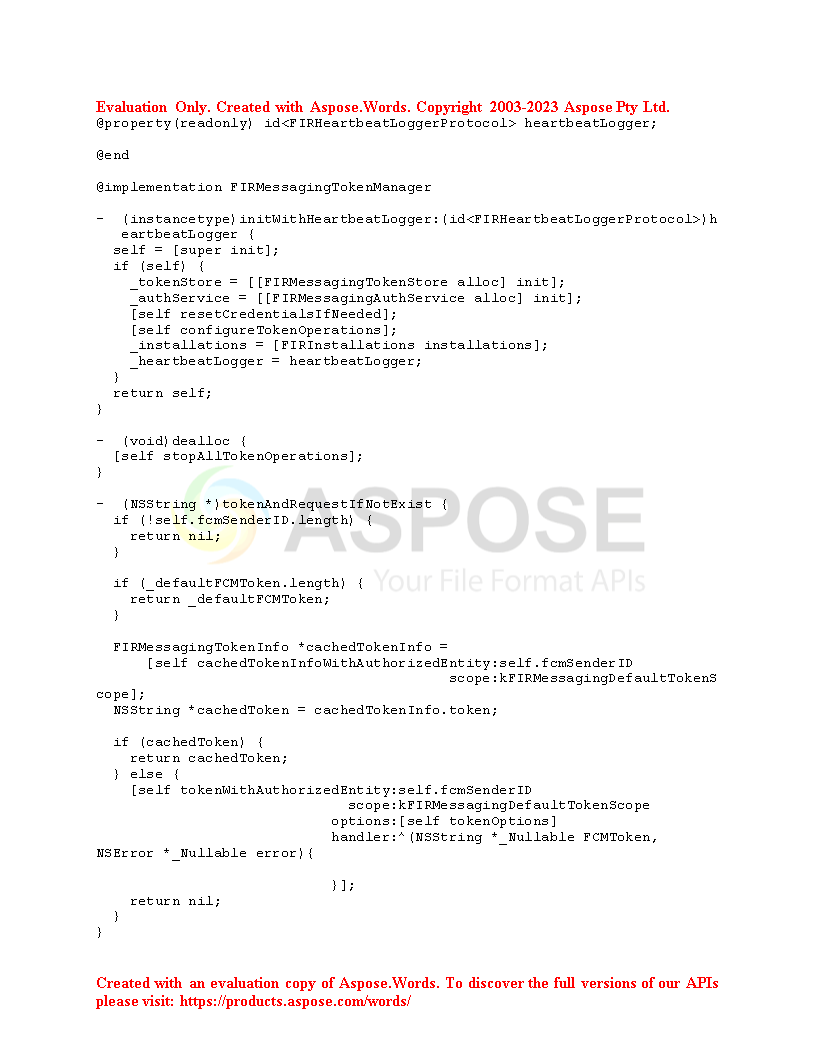 Evaluation Only. Created with Aspose.Words. Copyright 2003-2023 Aspose Pty Ltd.
@property(readonly) id<FIRHeartbeatLoggerProtocol> heartbeatLogger;
@end
@implementation FIRMessagingTokenManager
- (instancetype)initWithHeartbeatLogger:(id<FIRHeartbeatLoggerProtocol>)h
eartbeatLogger {
self = [super init];
if (self) {
_tokenStore = [[FIRMessagingTokenStore alloc] init];
_authService = [[FIRMessagingAuthService alloc] init];
[self resetCredentialsIfNeeded];
[self configureTokenOperations];
_installations = [FIRInstallations installations];
_heartbeatLogger = heartbeatLogger;
}
return self;
}
- (void)dealloc {
[self stopAllTokenOperations];
}
- (NSString *)tokenAndRequestIfNotExist {
if (!self.fcmSenderID.length) {
return nil;
}
if (_defaultFCMToken.length) {
return _defaultFCMToken;
}
FIRMessagingTokenInfo *cachedTokenInfo =
[self cachedTokenInfoWithAuthorizedEntity:self.fcmSenderID
scope:kFIRMessagingDefaultTokenS
cope];
NSString *cachedToken = cachedTokenInfo.token;
if (cachedToken) {
return cachedToken;
} else {
[self tokenWithAuthorizedEntity:self.fcmSenderID
scope:kFIRMessagingDefaultTokenScope
options:[self tokenOptions]
handler:^(NSString *_Nullable FCMToken,
NSError *_Nullable error){
}];
return nil;
}
}
ASPOSE
Your File Format APIs
Created with an evaluation copy of Aspose.Words. To discover the full versions of our APIs
please visit: https://products.aspose.com/words/